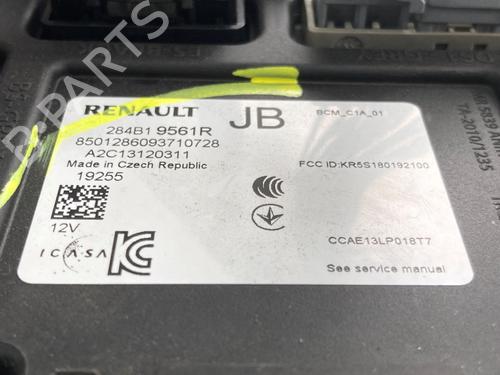 RENAULT JB BCM_C1A_01
284B1 9561R
8501286093710728
A2C13120311
Made in Czech Republic FCC ID:KR5S180192100
19255
12V
ICASA
CCAE13LP018T7
See service manual